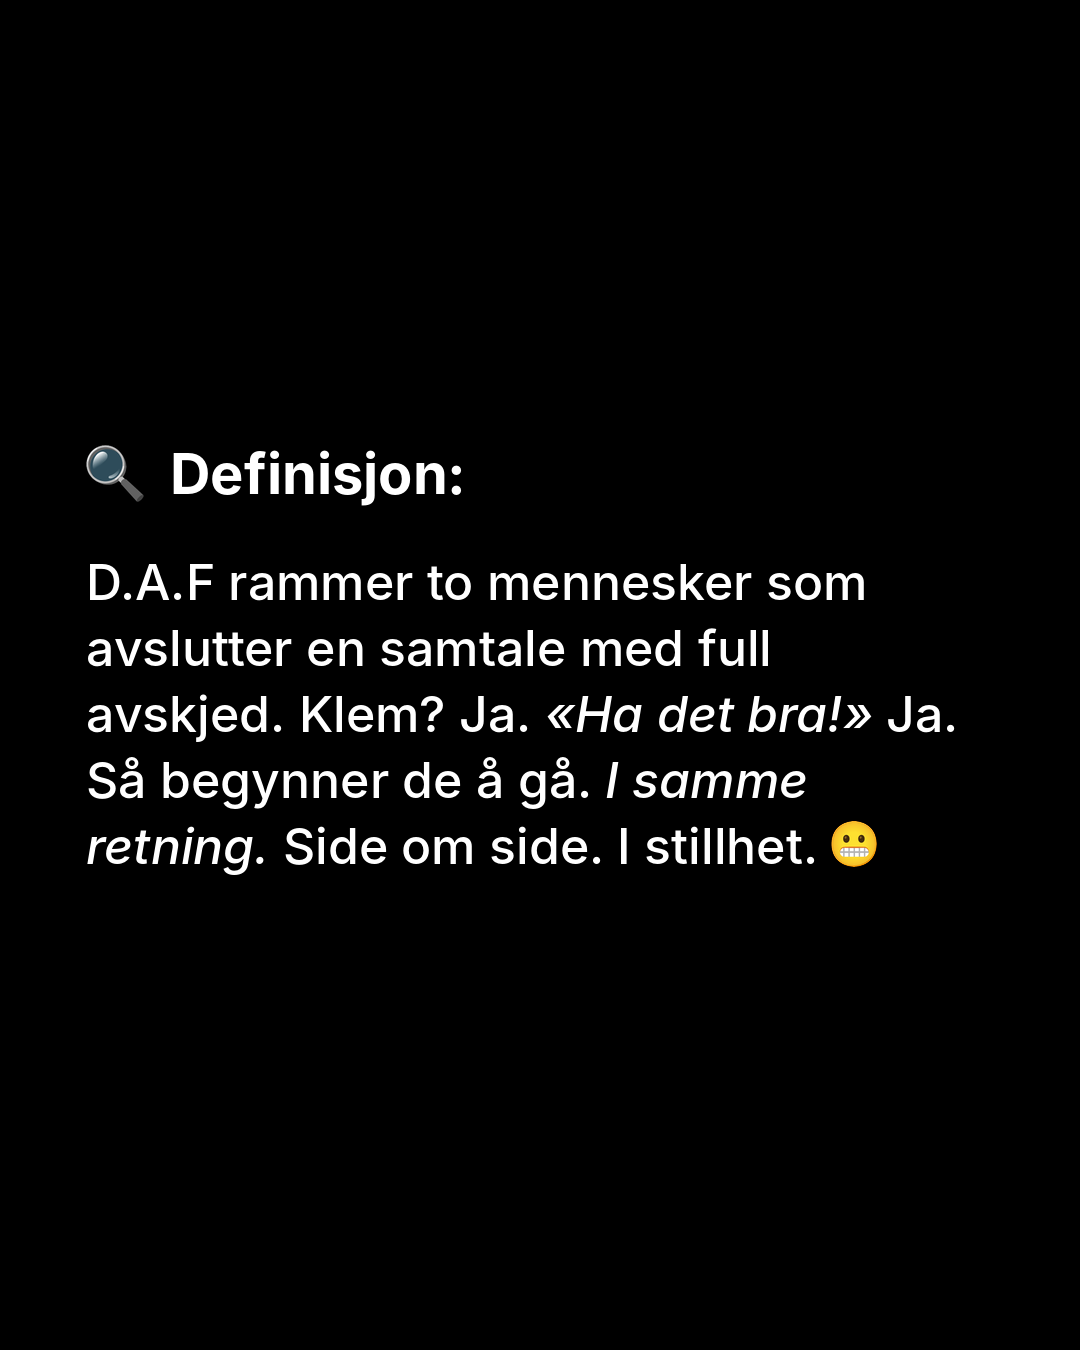 🔍 Definisjon:
D.A.F rammer to mennesker som
avslutter en samtale med full
avskjed. Klem? Ja. «Ha det bra!» Ja.
Så begynner de å gå. I samme
retning. Side om side. I stillhet. 😬